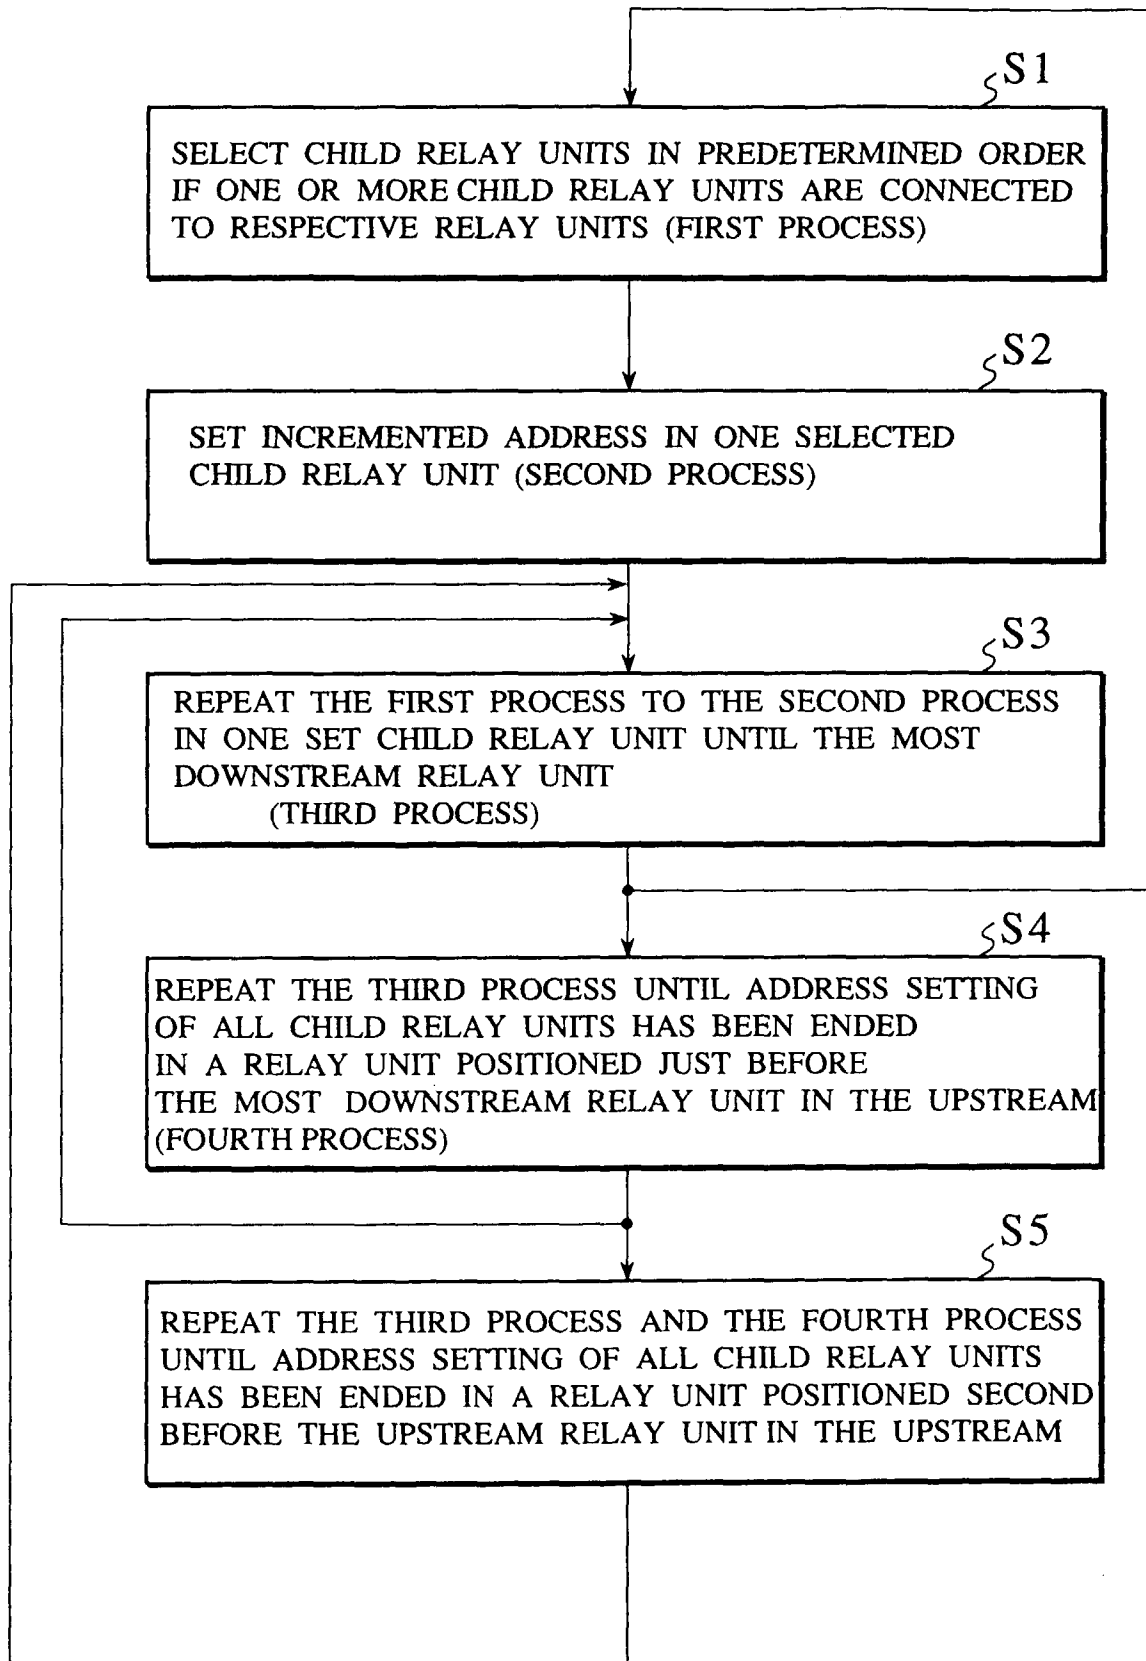 S1
SELECT CHILD RELAY UNITS IN PREDETERMINED ORDER
IF ONE OR MORE CHILD RELAY UNITS ARE CONNECTED
TO RESPECTIVE RELAY UNITS (FIRST PROCESS)
S2
SET INCREMENTED ADDRESS IN ONE SELECTED
CHILD RELAY UNIT (SECOND PROCESS)
S3
REPEAT THE FIRST PROCESS TO THE SECOND PROCESS
IN ONE SET CHILD RELAY UNIT UNTIL THE MOST
DOWNSTREAM RELAY UNIT
(THIRD PROCESS)
S4
REPEAT THE THIRD PROCESS UNTIL ADDRESS SETTING
OF ALL CHILD RELAY UNITS HAS BEEN ENDED
IN A RELAY UNIT POSITIONED JUST BEFORE
THE MOST DOWNSTREAM RELAY UNIT IN THE UPSTREAM
(FOURTH PROCESS)
S5
REPEAT THE THIRD PROCESS AND THE FOURTH PROCESS
UNTIL ADDRESS SETTING OF ALL CHILD RELAY UNITS
HAS BEEN ENDED IN A RELAY UNIT POSITIONED SECOND
BEFORE THE UPSTREAM RELAY UNIT IN THE UPSTREAM